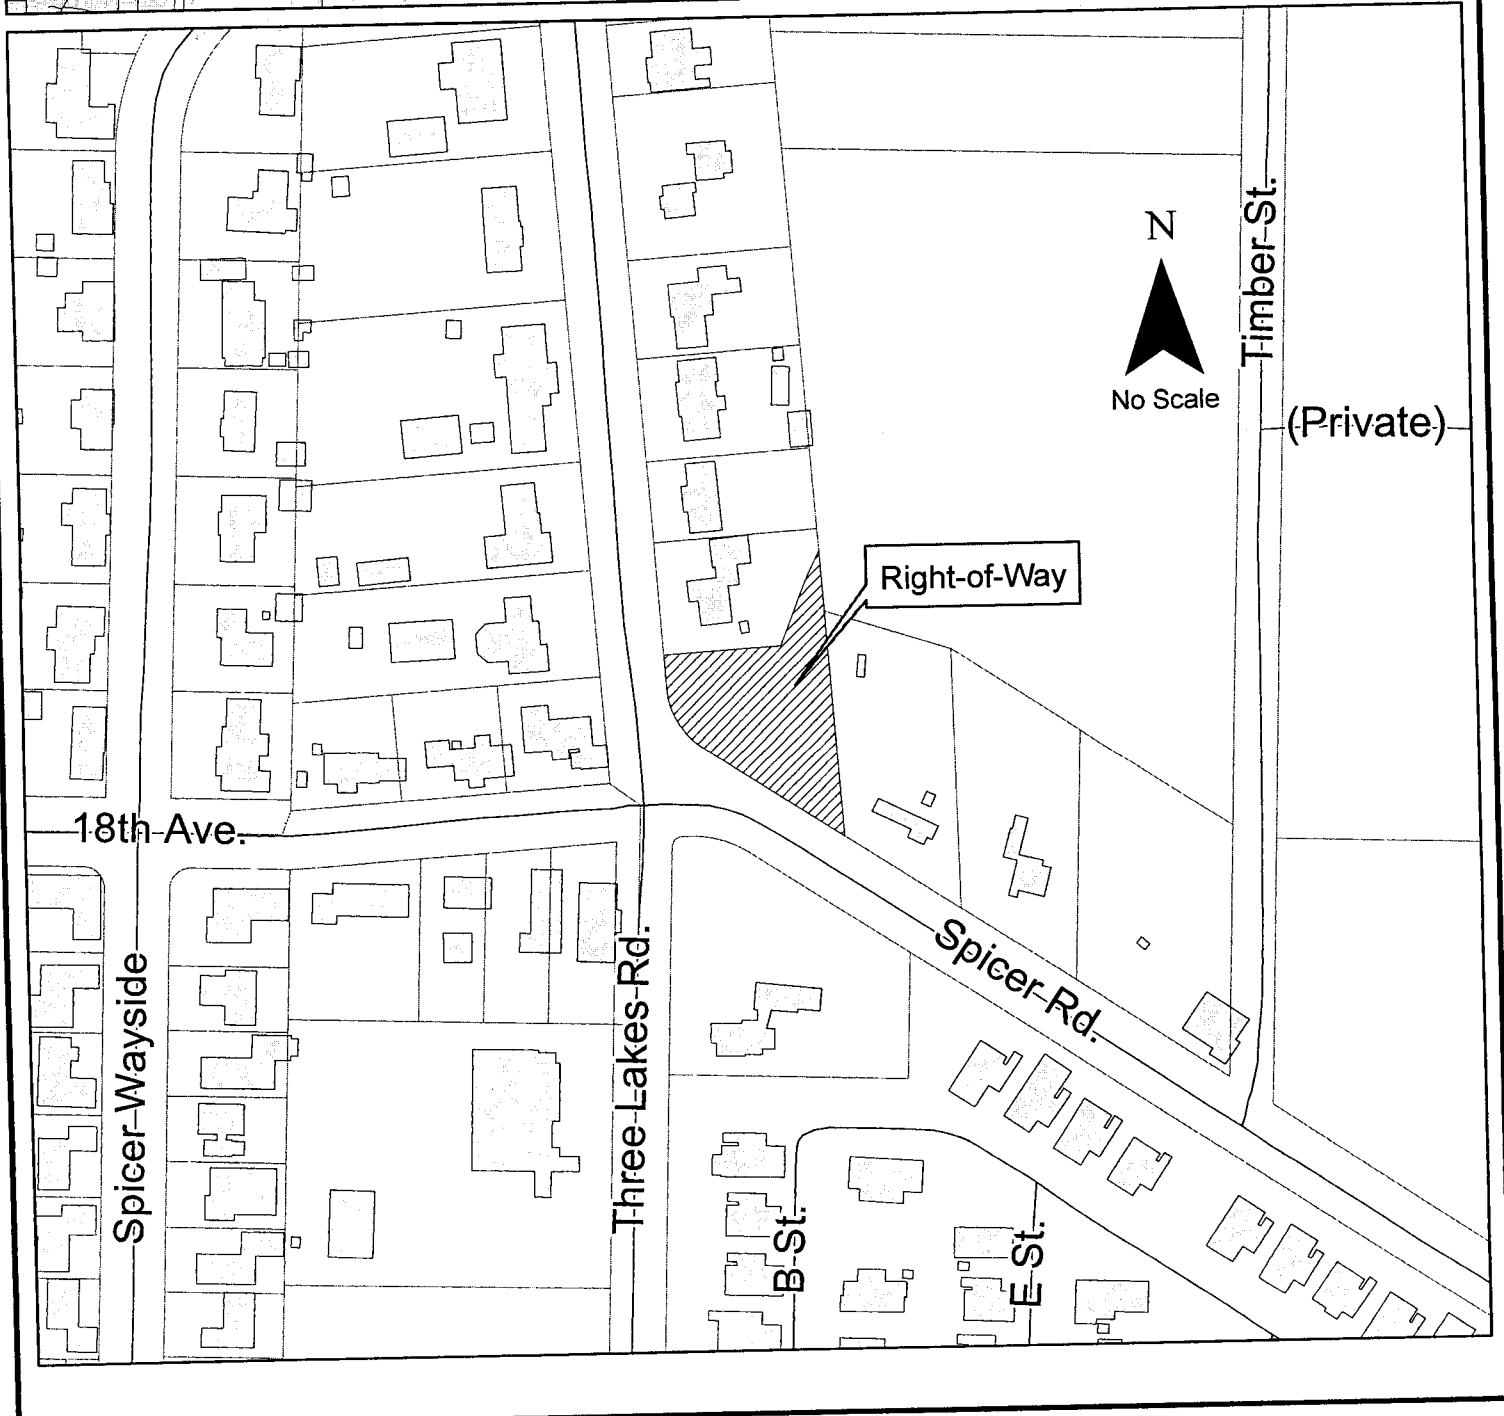 N
No Scale
Timber St.
(Private)
Right-of-Way
18th Ave.
Spicer Rd.
Spicer Wayside
Three Lakes Rd.
B St.
E St.